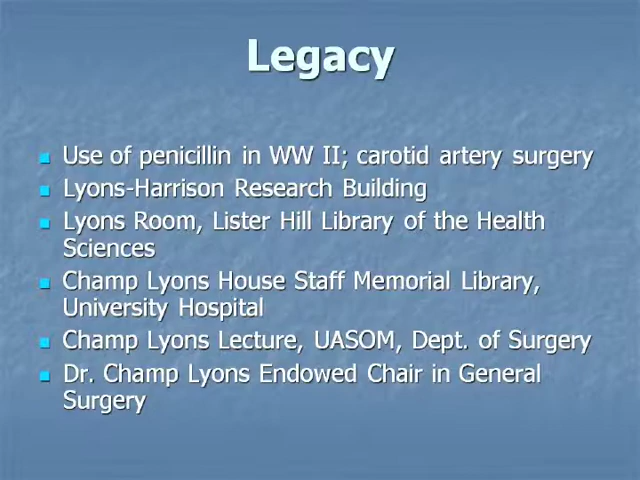 Legacy
Use of penicillin in WW II; carotid artery surgery
Lyons-Harrison Research Building
Lyons Room, Lister Hill Library of the Health
Sciences
Champ Lyons House Staff Memorial Library,
University Hospital
Champ Lyons Lecture, UASOM, Dept. of Surgery
Dr. Champ Lyons Endowed Chair in General
Surgery